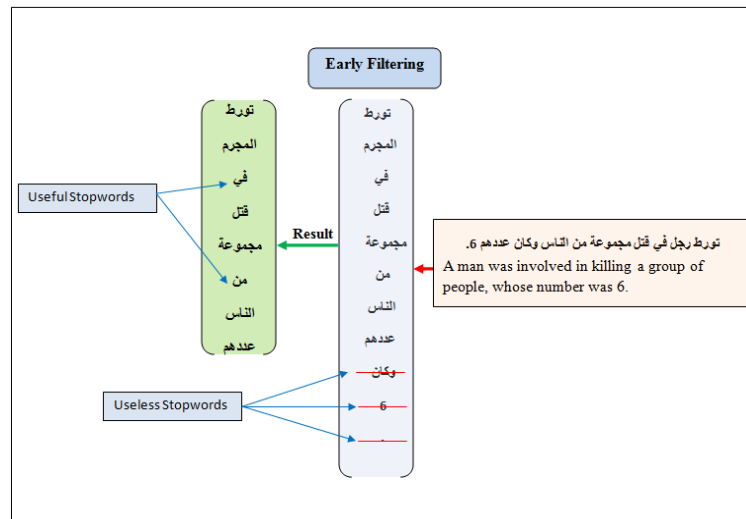 Early Filtering
تورط
المجرم
في
قتل
مجموعة
من
الناس
عددهم
Useful Stopwords
Result
تورط
المجرم
في
قتل
مجموعة
من
الناس
عددهم
وكان
6
.
Useless Stopwords
تورط رجل في قتل مجموعة من الناس وكان عددهم 6.
A man was involved in killing a group of
people, whose number was 6.